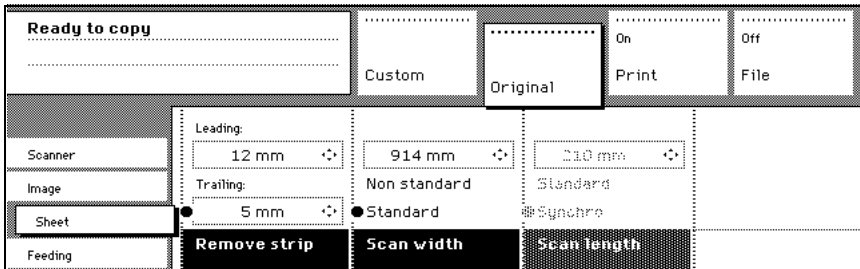 Ready to copy
Custom
Original
On
Print
Off
File
Scanner
Image
Sheet
Feeding
Leading:
12 mm
Trailing:
5 mm
Remove strip
914 mm
Non standard
Standard
Scan width
210 mm
Standard
Synchro
Scan length